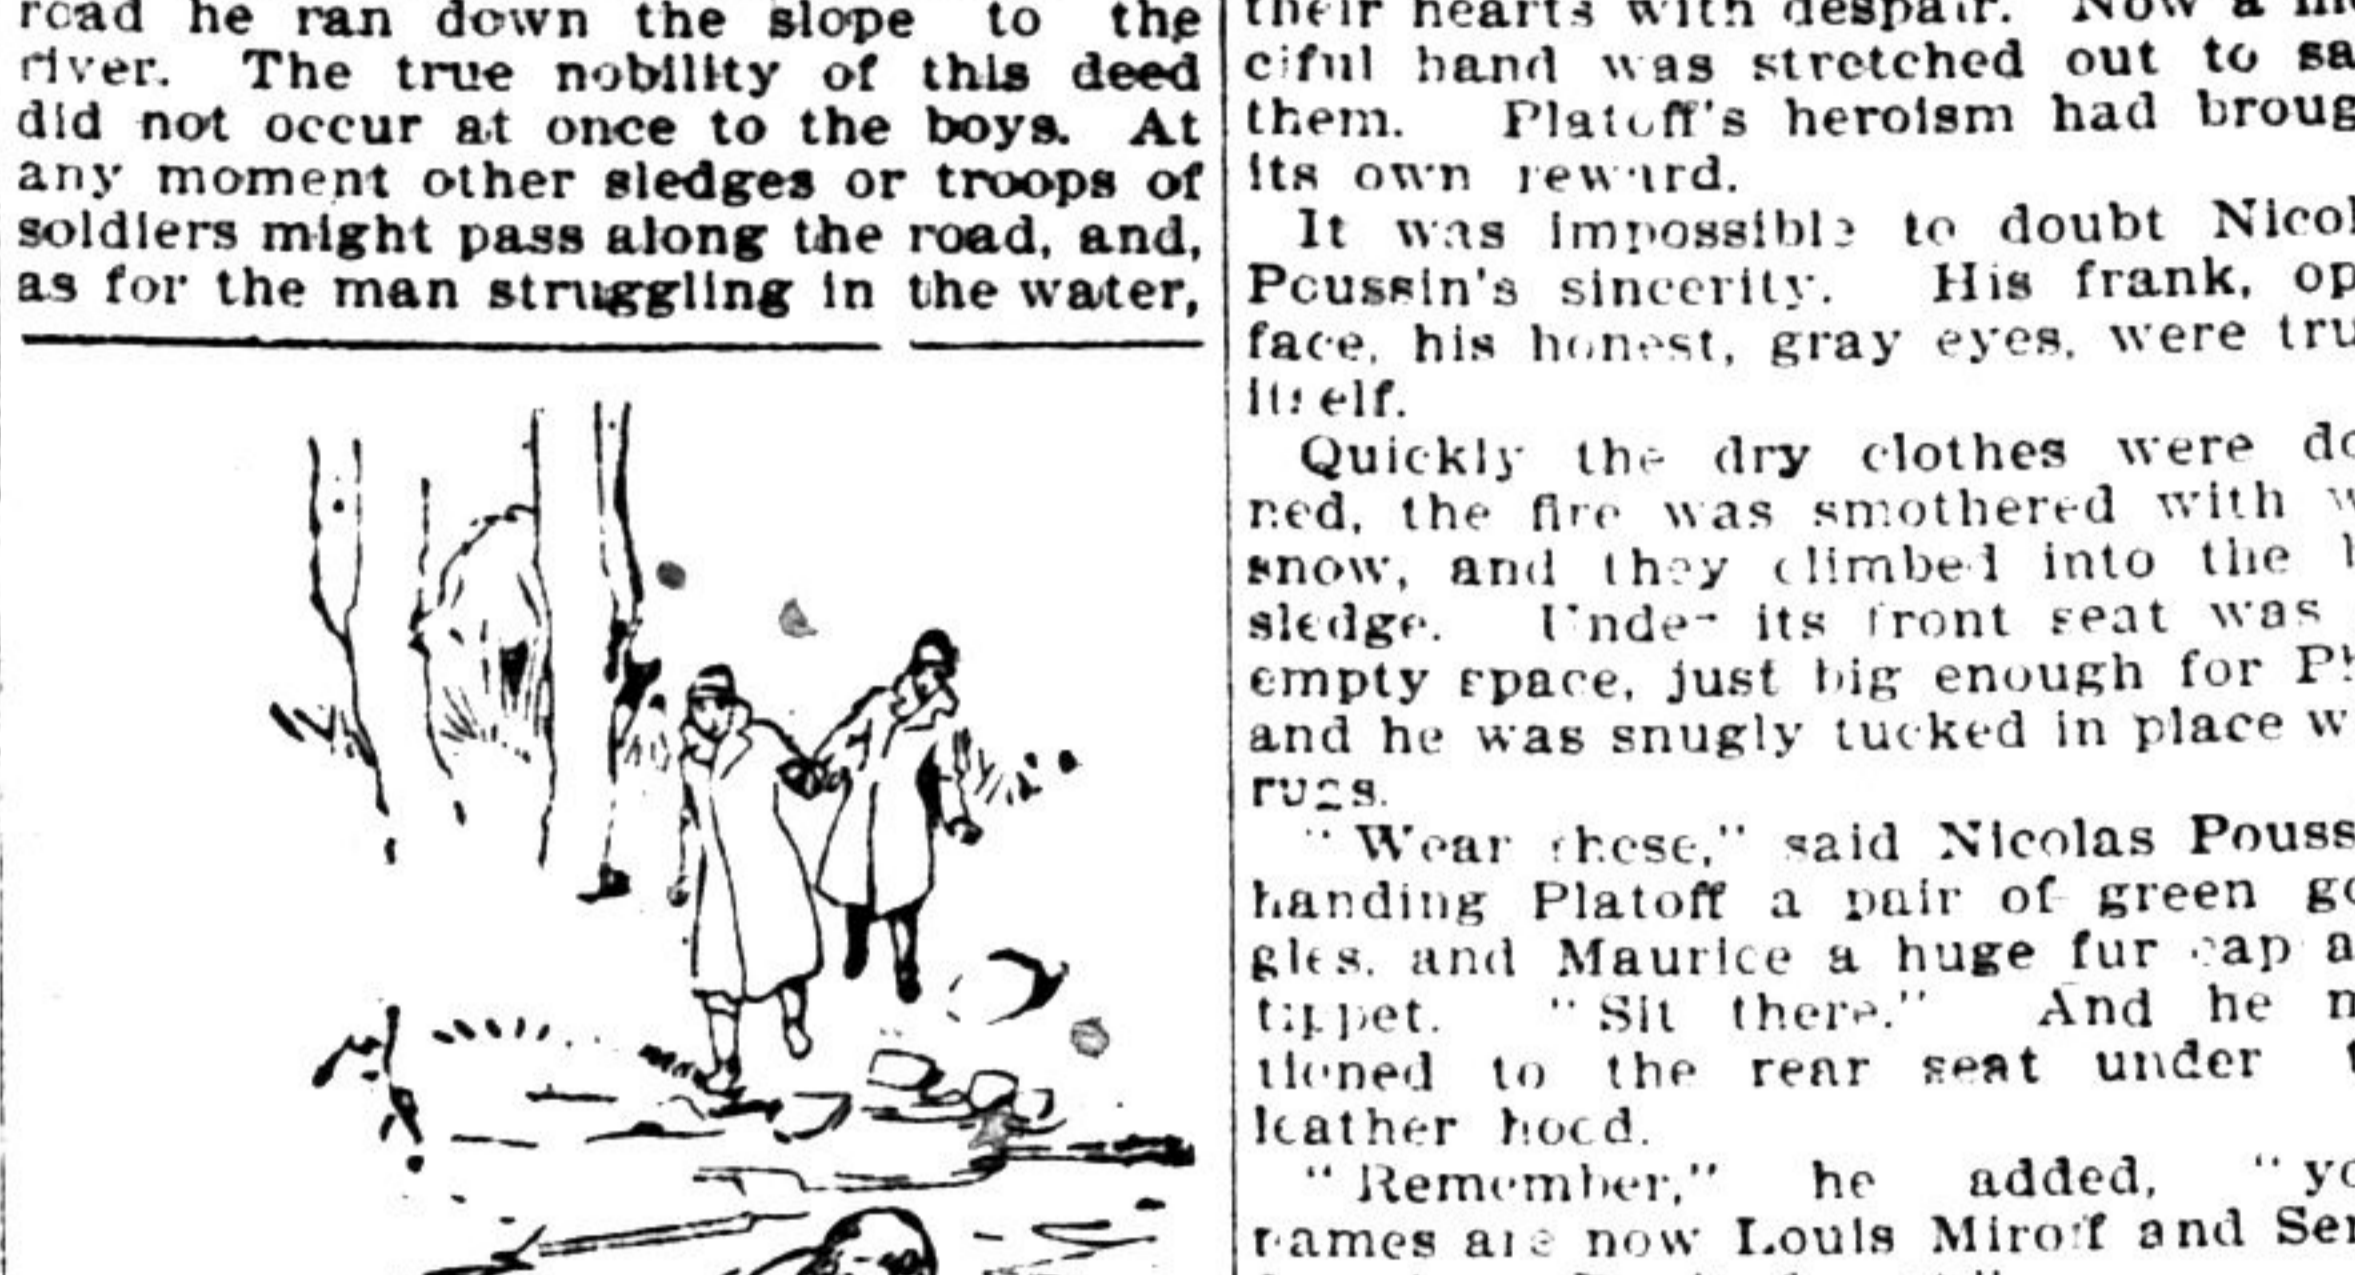 road he ran down the slope to the
river. The true nobility of this deed
did not occur at once to the boys. At
any moment other sledges or troops of
soldiers might pass along the road, and,
as for the man struggling in the water,
their hearts with despair. Now a
ciful hand was stretched out to sa
them. Platoff's heroism had broug
its own reward.
It was impossible to doubt Nicol
Poussin's sincerity. His frank, op
face, his honest, gray eyes, were tru
itself.
Quickly the dry clothes were do
ned, the fire was smothered with w
snow, and they climbed into the
sledge. Under its front seat was
empty space, just big enough for Ph
and he was snugly tucked in place w
rugs.
"Wear these," said Nicolas Pouss
handing Platoff a pair of green go
gles, and Maurice a huge fur cap a
tippet. "Sit there." And he m
tioned to the rear seat under t
leather hood.
"Remember," he added, "yo
names are now Louis Miroff and Ser